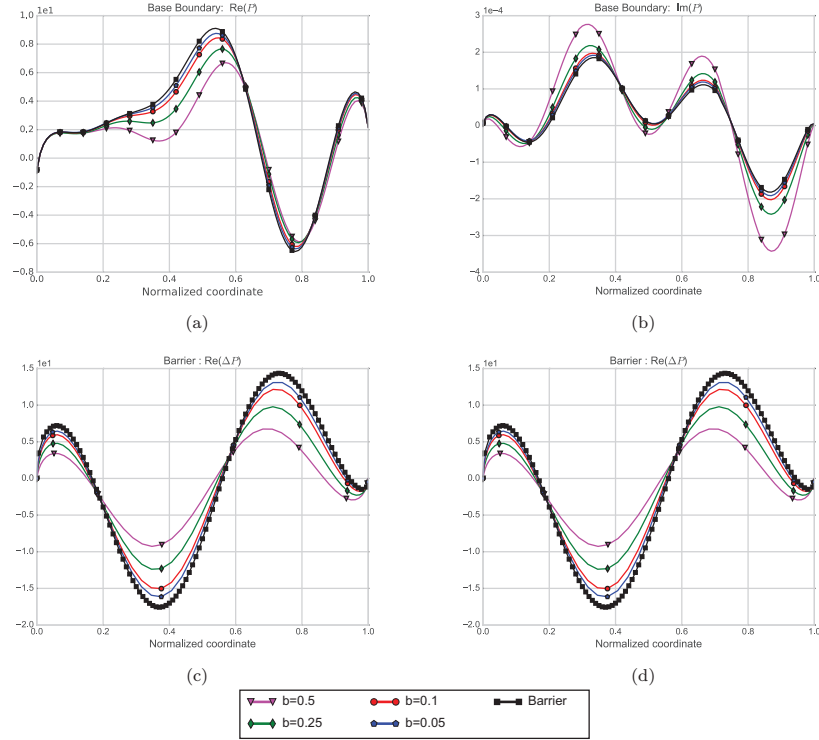 Base Boundary: Re(P)
1e1
1.0
0.8
0.6
0.4
0.2
0.0
−0.2
−0.4
−0.6
−0.8
0.0 0.2 0.4 0.6 0.8 1.0
Normalized coordinate
(a)
Base Boundary: Im(P)
1e−4
3
2
1
0
−1
−2
−3
−4
0.0 0.2 0.4 0.6 0.8 1.0
Normalized coordinate
(b)
Barrier : Re(ΔP)
1e1
1.5
1.0
0.5
0.0
−0.5
−1.0
−1.5
−2.0
0.0 0.2 0.4 0.6 0.8 1.0
Normalized coordinate
(c)
Barrier : Re(ΔP)
1e1
1.5
1.0
0.5
0.0
−0.5
−1.0
−1.5
−2.0
0.0 0.2 0.4 0.6 0.8 1.0
Normalized coordinate
(d)
b=0.5 b=0.1 Barrier
b=0.25 b=0.05